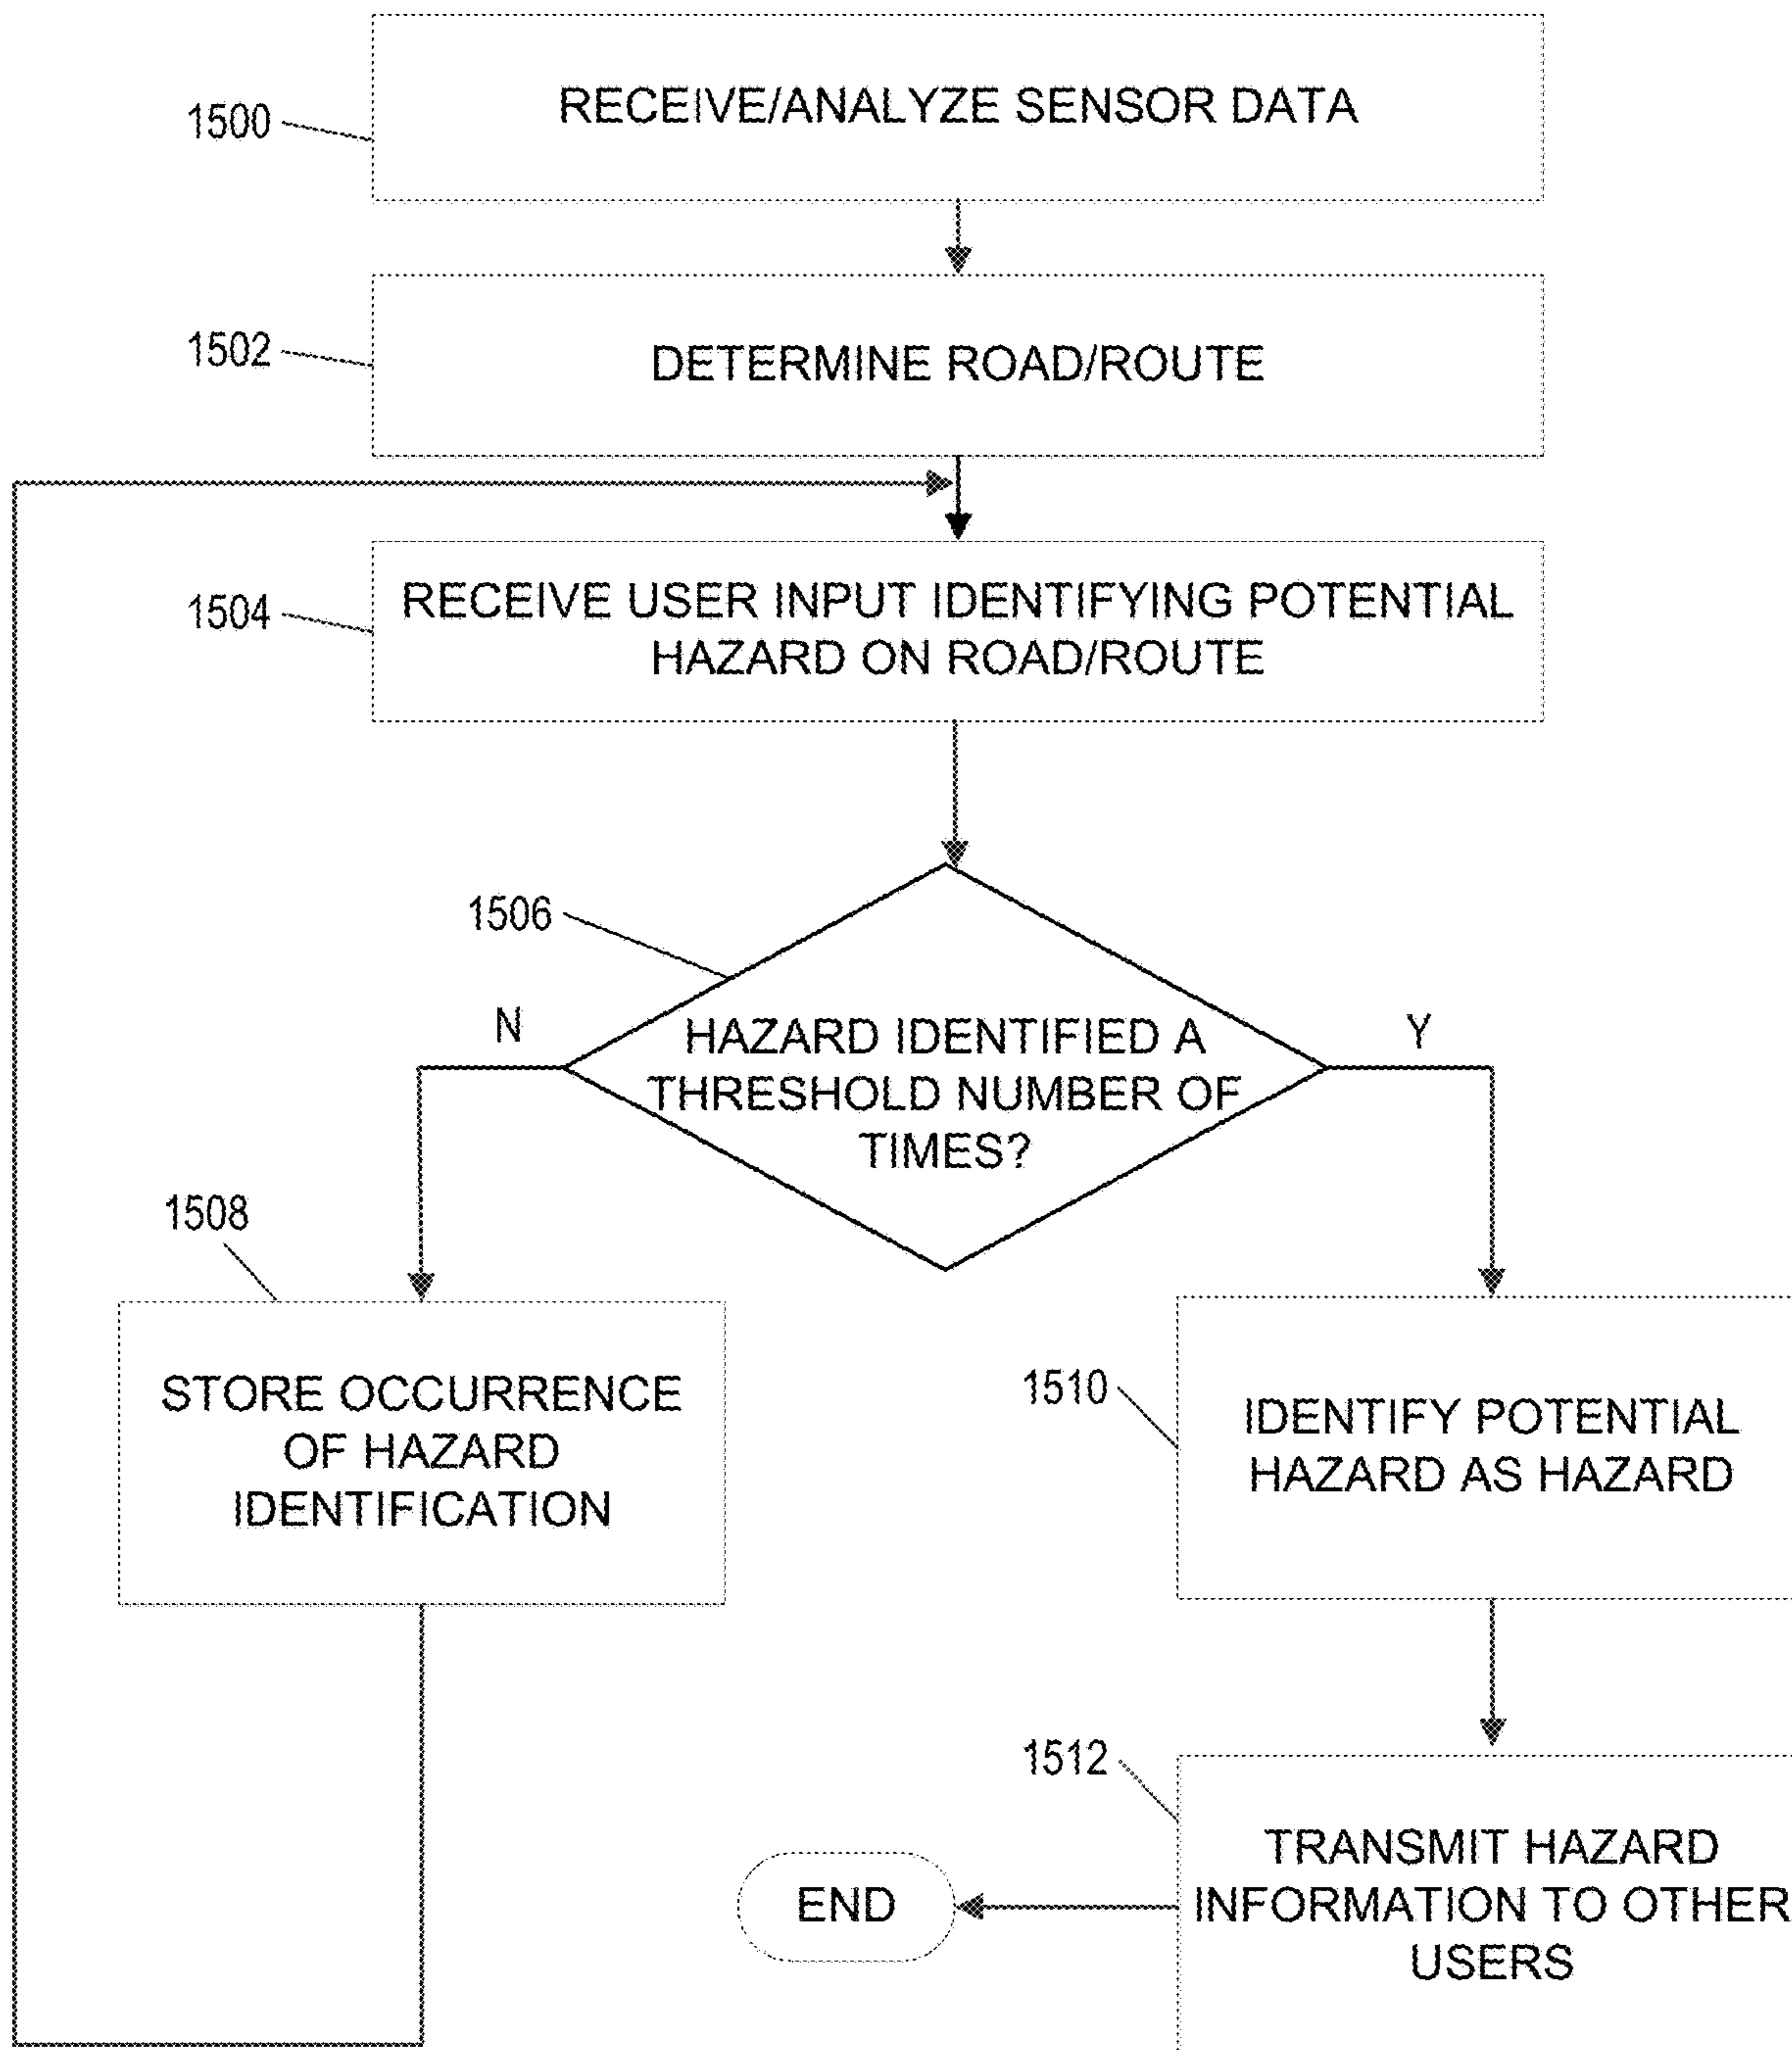 1500
RECEIVE/ANALYZE SENSOR DATA
1502
DETERMINE ROAD/ROUTE
1504
RECEIVE USER INPUT IDENTIFYING POTENTIAL
HAZARD ON ROAD/ROUTE
1506
HAZARD IDENTIFIED A
THRESHOLD NUMBER OF
TIMES?
N
Y
1508
STORE OCCURRENCE
OF HAZARD
IDENTIFICATION
1510
IDENTIFY POTENTIAL
HAZARD AS HAZARD
1512
TRANSMIT HAZARD
INFORMATION TO OTHER
USERS
END